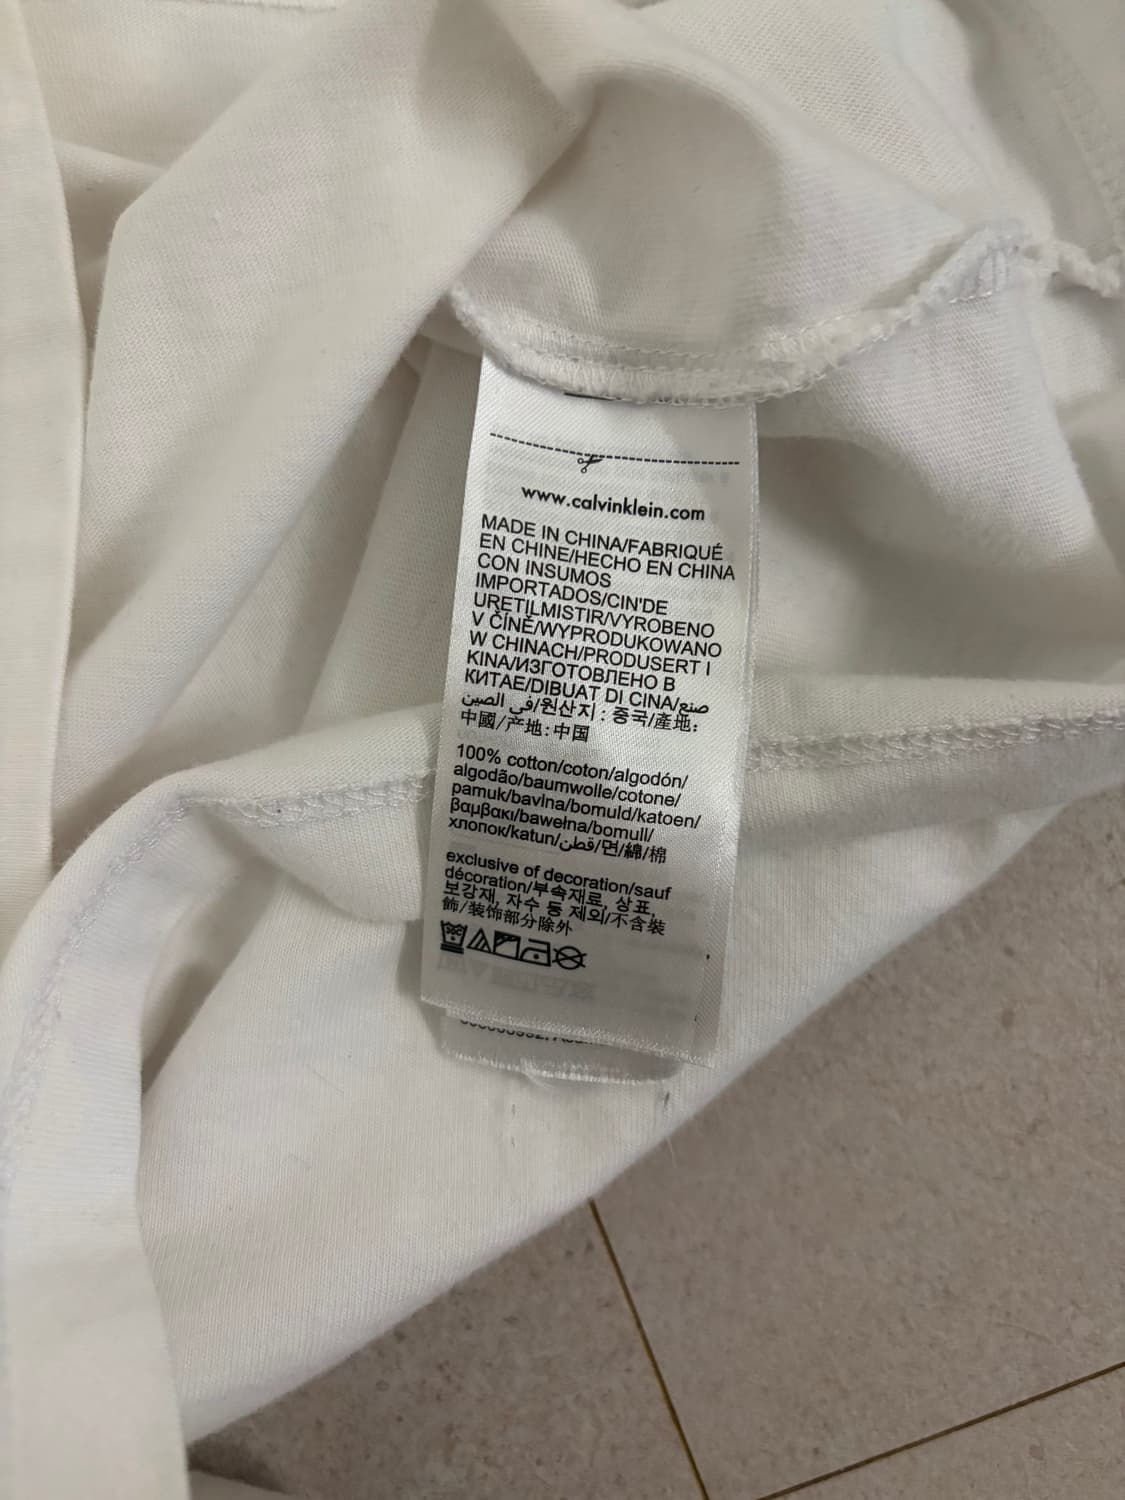 www.calvinklein.com
MADE IN CHINA/FABRIQUÉ
EN CHINE/HECHO EN CHINA
CON INSUMOS
IMPORTADOS/CIN'DE
URETILMISTIR/VYROBENO
V ČÍNĚ/WYPRODUKOWANO
W CHINACH/PRODUSERT I
KINA/ИЗГОТОВЛЕНО В
КИТАЕ/DIBUAT DI CINA/صنع
في الصين/원산지 : 중국/產地:
中國/产地:中国
100% cotton/coton/algodón/
algodão/baumwolle/cotone/
pamuk/bavlna/bomuld/katoen/
βαμβακι/bawełna/bomull/
хлопок/katun/قطن/면/綿/棉
exclusive of decoration/sauf
décoration/부속재료, 상표,
보강재, 자수 등 제외/不含裝
飾/装饰部分除外